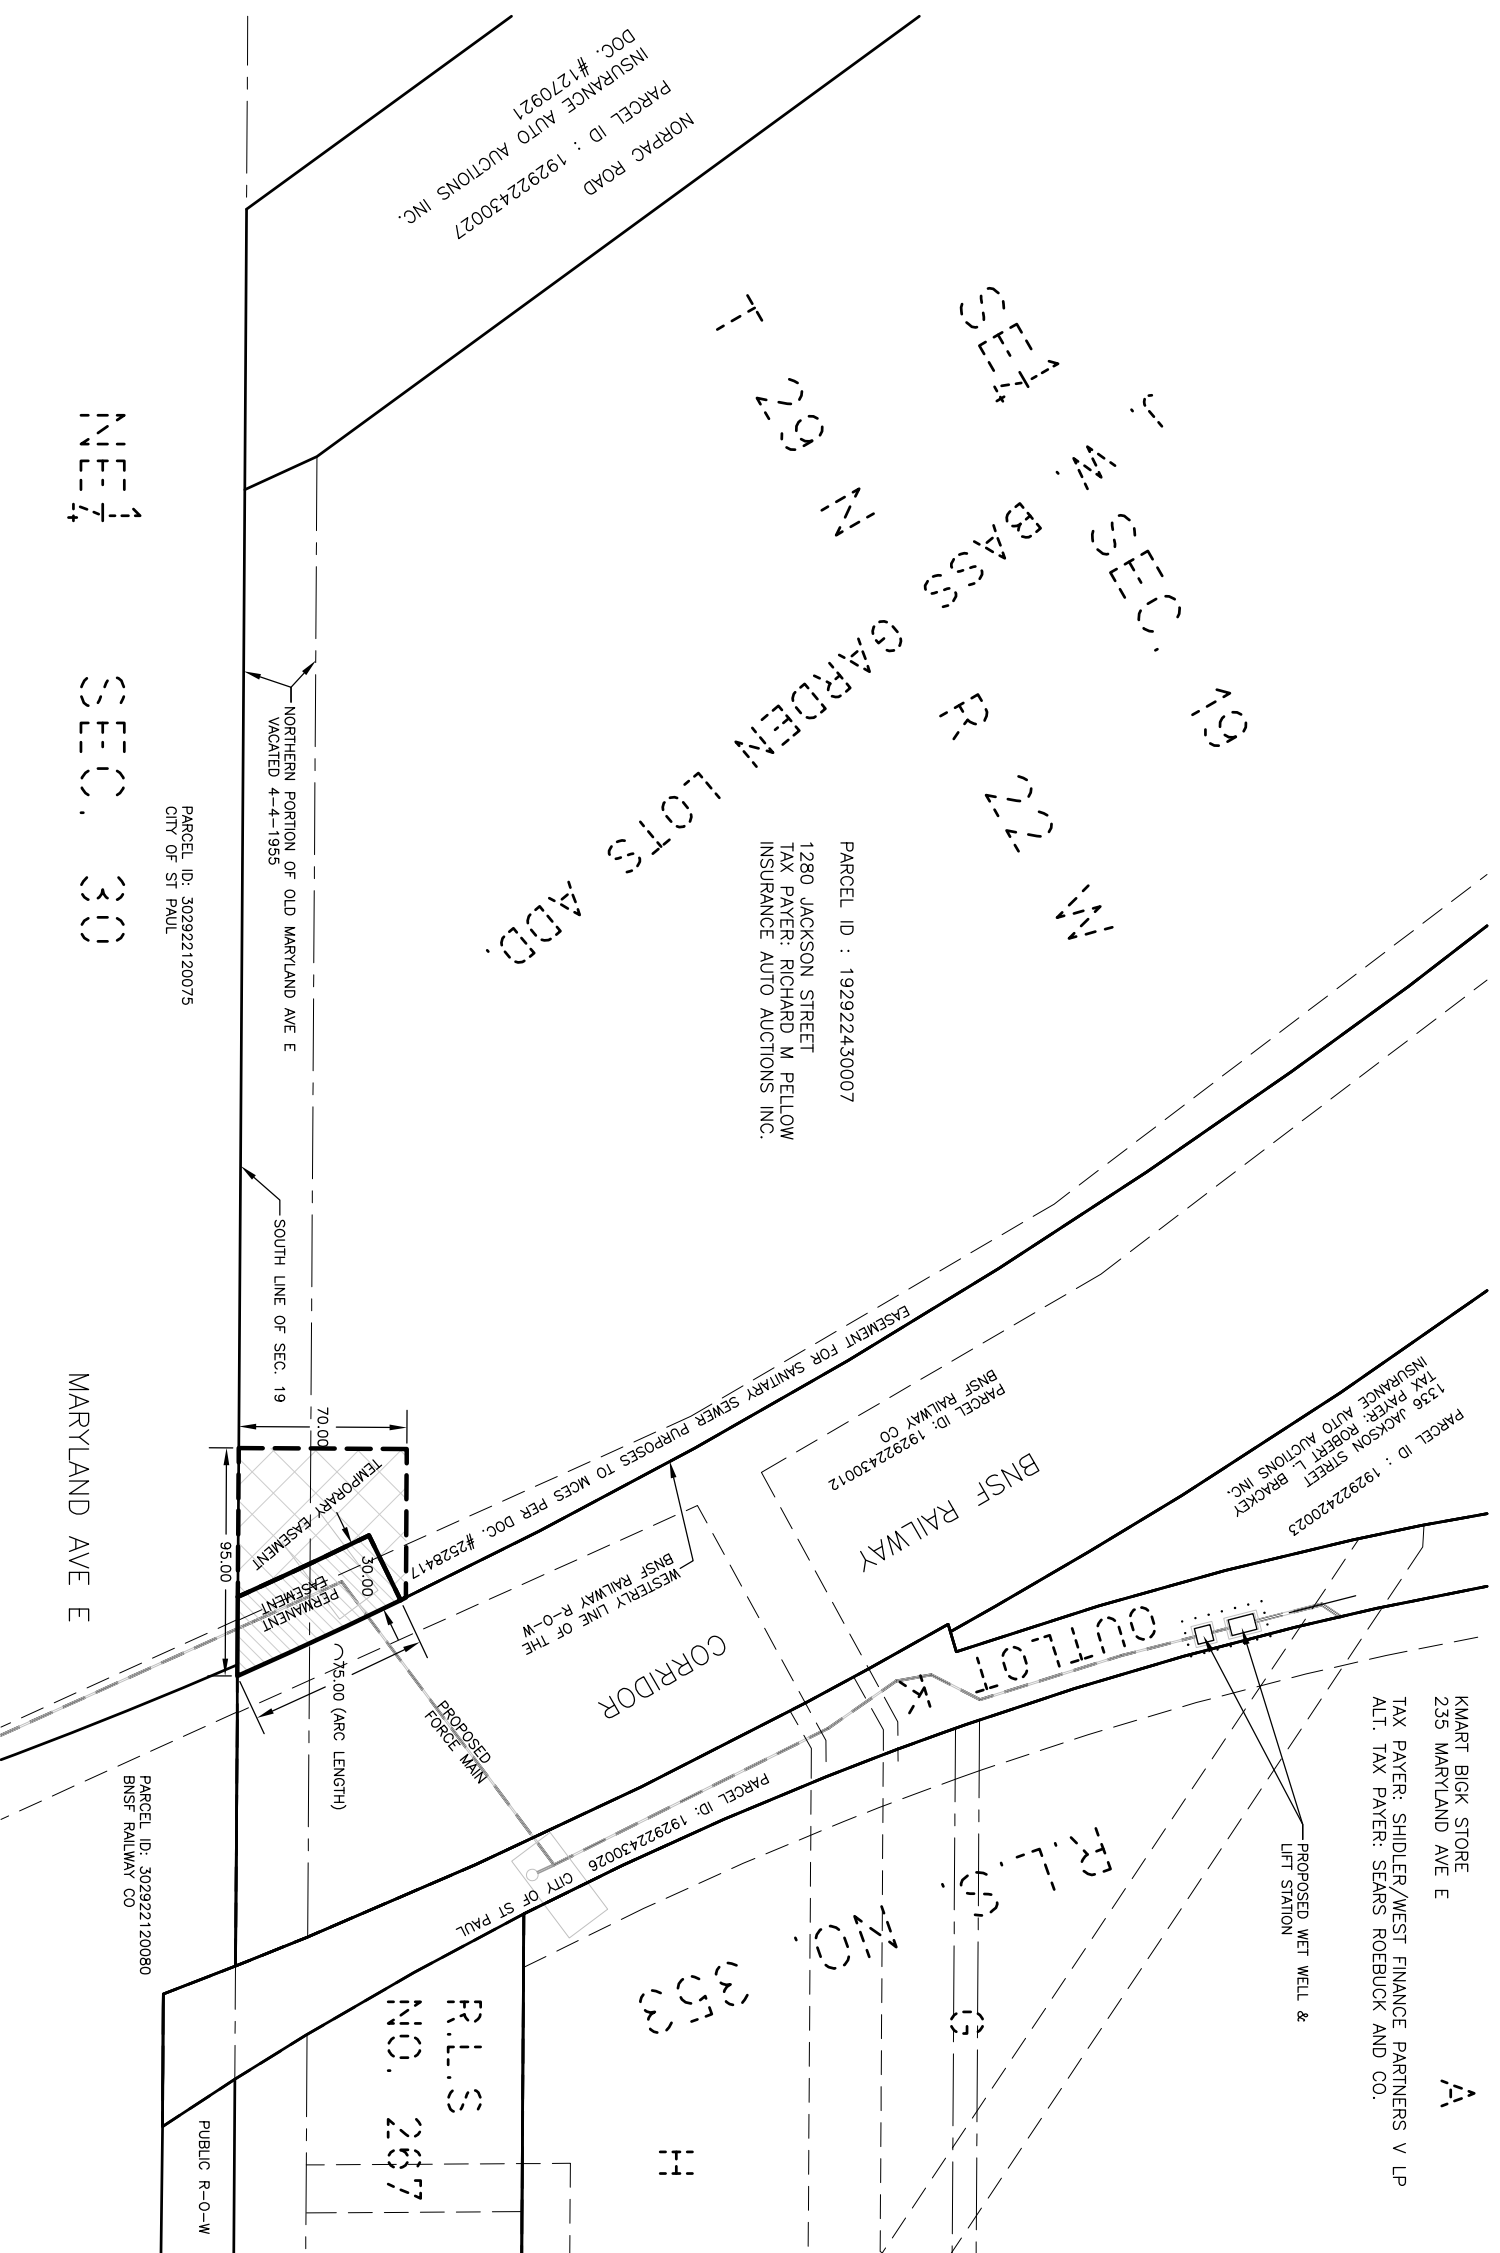 KMART BIGK STORE
235 MARYLAND AVE E
TAX PAYER: SHIDLER/WEST FINANCE PARTNERS V LP
ALT. TAX PAYER: SEARS ROEBUCK AND CO.
A
PROPOSED WET WELL &
LIFT STATION
PARCEL ID : 192922420023
1336 JACKSON STREET
TAX PAYER: ROBERT L BRACKEY
INSURANCE AUTO AUCTIONS INC.
OUTLOT K
SE1/4 SEC. 19
T 29 N R 22 W
J. W. BASS GARDEN LOTS ADD.
NORPAC ROAD
PARCEL ID : 192922430027
INSURANCE AUTO AUCTIONS INC.
DOC. #1270921
PARCEL ID : 192922430007
1280 JACKSON STREET
TAX PAYER: RICHARD M PELLOW
INSURANCE AUTO AUCTIONS INC.
BNSF RAILWAY
CORRIDOR
PARCEL ID: 192922430012
BNSF RAILWAY CO
EASEMENT FOR SANITARY SEWER PURPOSES TO MCES PER DOC. #2528417
WESTERLY LINE OF THE
BNSF RAILWAY R-O-W
R.L.S. NO. 353
G
H
PARCEL ID: 192922430026
CITY OF ST PAUL
PROPOSED
FORCE MAIN
R.L.S
NO. 267
NORTHERN PORTION OF OLD MARYLAND AVE E
VACATED 4-4-1955
SOUTH LINE OF SEC. 19
70.00
95.00
30.00
75.00 (ARC LENGTH)
TEMPORARY EASEMENT
PERMANENT
EASEMENT
PARCEL ID: 302922120075
CITY OF ST PAUL
PARCEL ID: 302922120080
BNSF RAILWAY CO
PUBLIC R-O-W
NE1/4 SEC. 30
MARYLAND AVE E